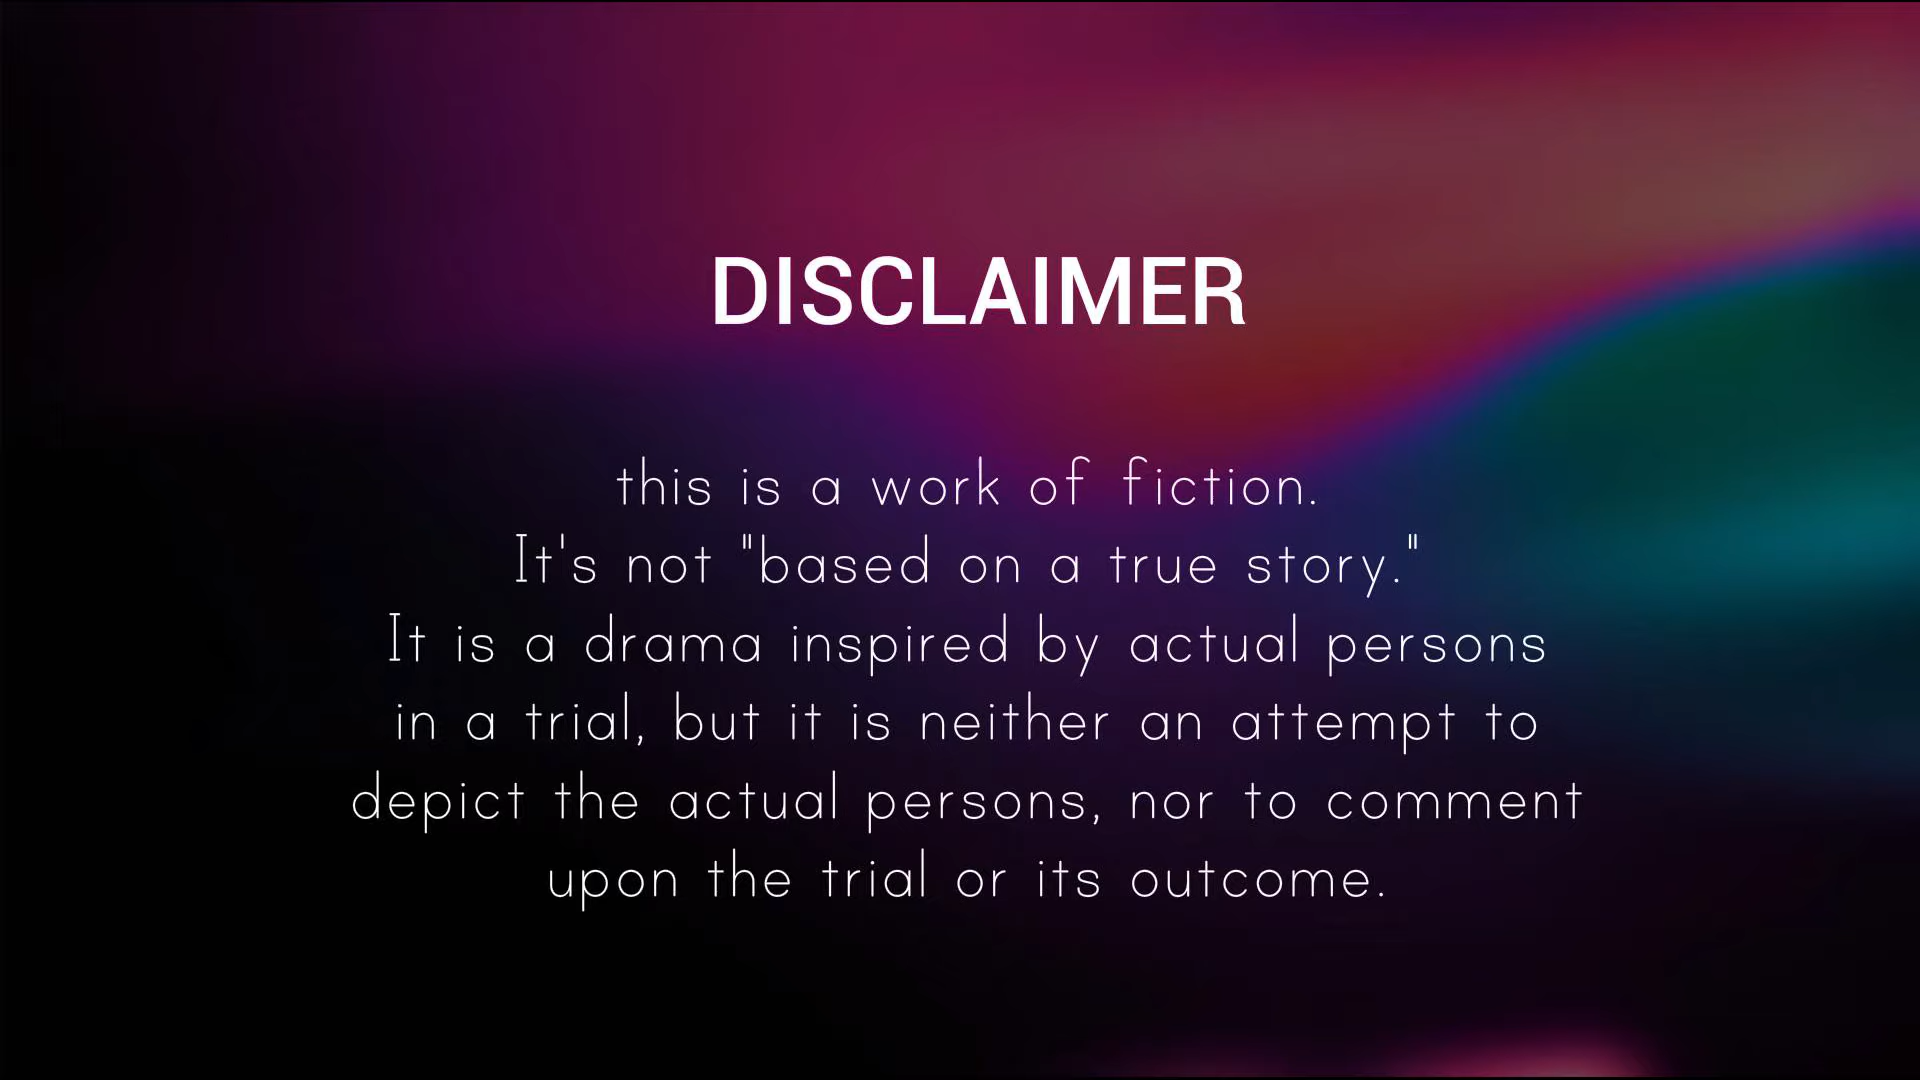 DISCLAIMER
this is a work of fiction.
It's not "based on a true story."
It is a drama inspired by actual persons
in a trial, but it is neither an attempt to
depict the actual persons, nor to comment
upon the trial or its outcome.